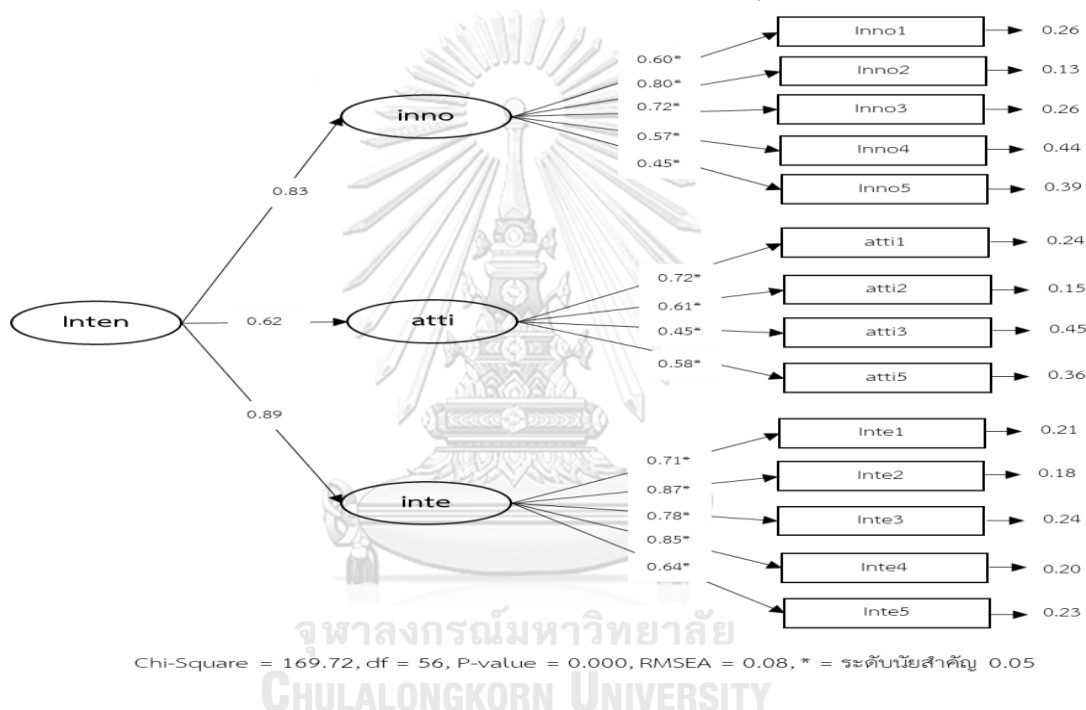 Inno1 0.26
0.60*
Inno2 0.13
0.80*
inno 0.72* Inno3 0.26
0.57* Inno4 0.44
0.45*
Inno5 0.39
0.83
atti1 0.24
0.72*
0.61* atti2 0.15
Inten 0.62 atti 0.45* atti3 0.45
0.58* atti5 0.36
0.89
Inte1 0.21
0.71*
0.87* Inte2 0.18
inte 0.78* Inte3 0.24
0.85*
0.64* Inte4 0.20
Inte5 0.23
จุฬาลงกรณ์มหาวิทยาลัย
Chi-Square = 169.72, df = 56, P-value = 0.000, RMSEA = 0.08, * = ระดับนัยสำคัญ 0.05
CHULALONGKORN UNIVERSITY